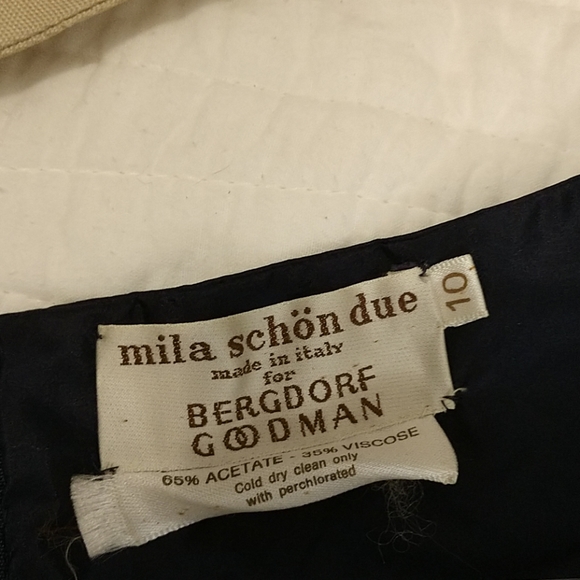 mila schön due
made in italy
for
BERGDORF
GOODMAN
10
65% ACETATE - 35% VISCOSE
Cold dry clean only
with perchlorated